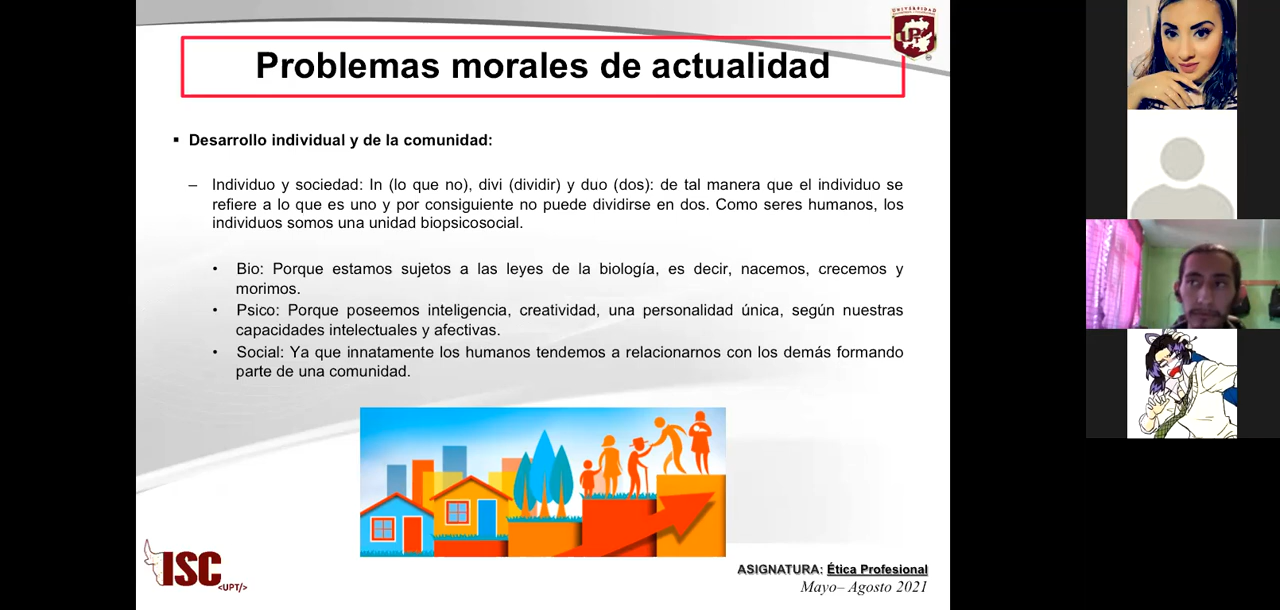 UNIVERSIDAD
UPT
Problemas morales de actualidad
▪ Desarrollo individual y de la comunidad:
– Individuo y sociedad: In (lo que no), divi (dividir) y duo (dos): de tal manera que el individuo se
refiere a lo que es uno y por consiguiente no puede dividirse en dos. Como seres humanos, los
individuos somos una unidad biopsicosocial.
• Bio: Porque estamos sujetos a las leyes de la biología, es decir, nacemos, crecemos y
morimos.
• Psico: Porque poseemos inteligencia, creatividad, una personalidad única, según nuestras
capacidades intelectuales y afectivas.
• Social: Ya que innatamente los humanos tendemos a relacionarnos con los demás formando
parte de una comunidad.
ISC
<UPT/>
ASIGNATURA: Ética Profesional
Mayo– Agosto 2021